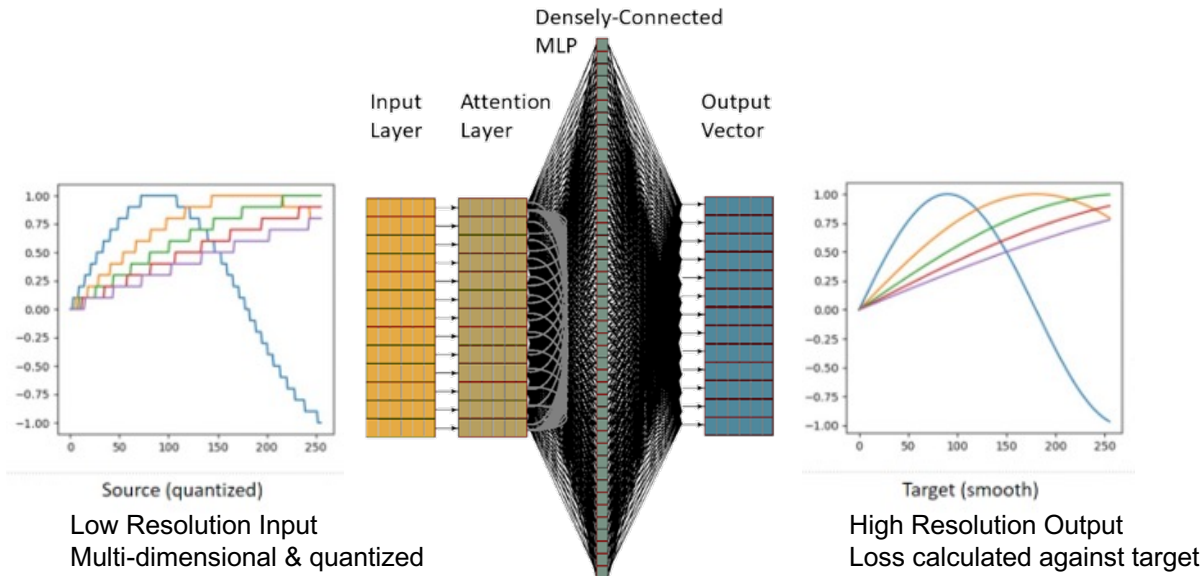 Densely-Connected
MLP
Input
Layer
Attention
Layer
Output
Vector
1.00
0.75
0.50
0.25
0.00
−0.25
−0.50
−0.75
−1.00
0
50
100
150
200
250
Source (quantized)
Low Resolution Input
Multi-dimensional & quantized
1.00
0.75
0.50
0.25
0.00
−0.25
−0.50
−0.75
−1.00
0
50
100
150
200
250
Target (smooth)
High Resolution Output
Loss calculated against target